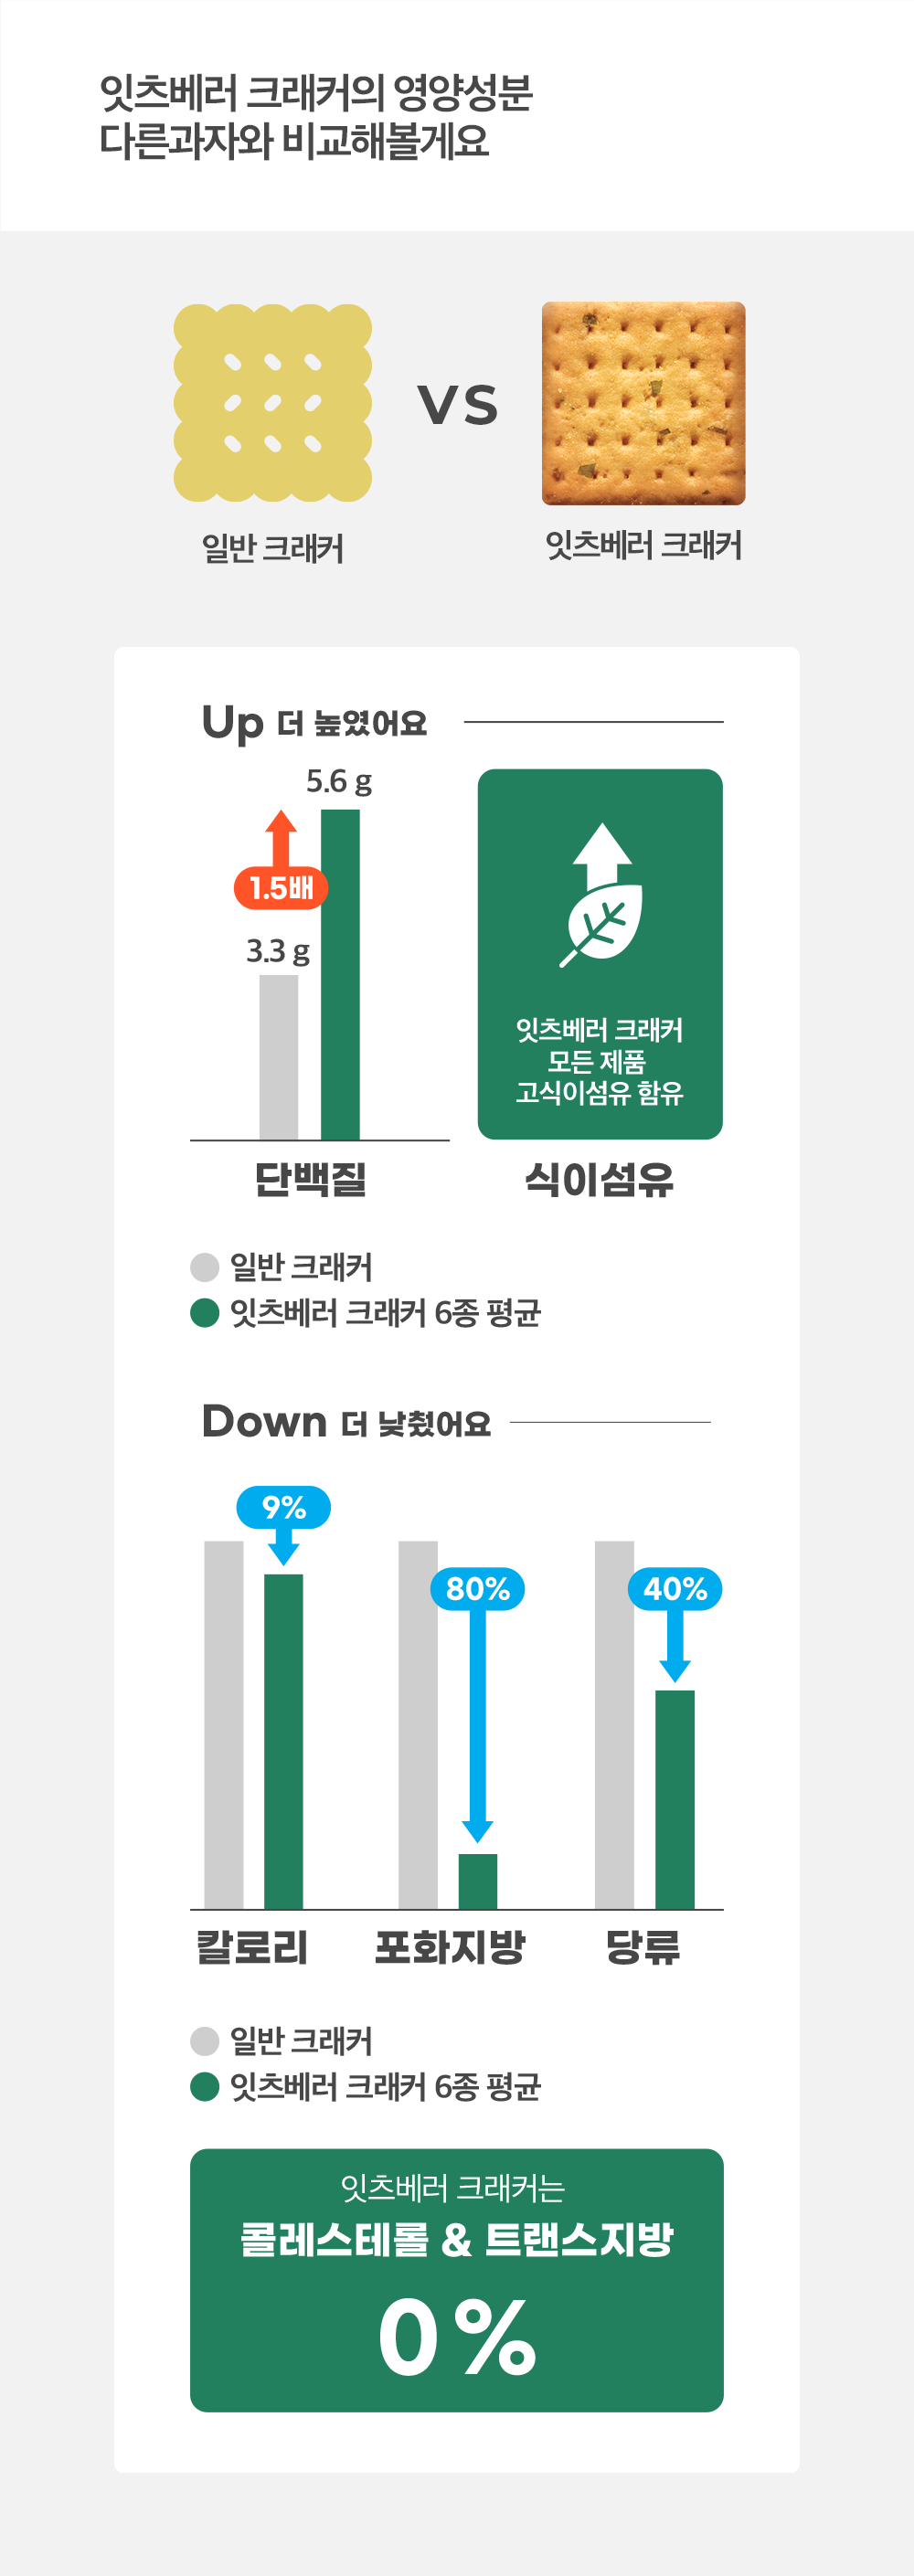 잇츠베러 크래커의 영양성분
다른과자와 비교해볼게요
VS
일반 크래커
잇츠베러 크래커
Up 더 높였어요
5.6 g
1.5배
3.3 g
잇츠베러 크래커
모든 제품
고식이섬유 함유
단백질
식이섬유
일반 크래커
잇츠베러 크래커 6종 평균
Down 더 낮췄어요
9%
80%
40%
칼로리
포화지방
당류
일반 크래커
잇츠베러 크래커 6종 평균
잇츠베러 크래커는
콜레스테롤 & 트랜스지방
0%